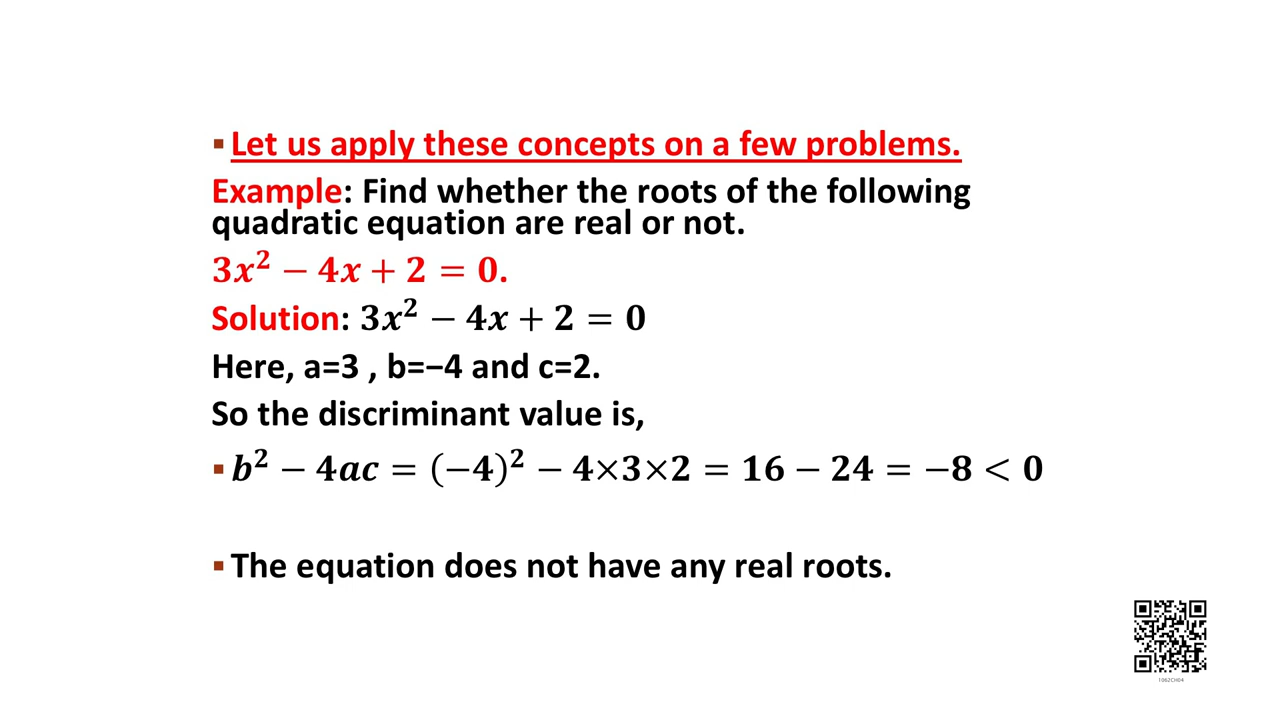 ▪Let us apply these concepts on a few problems.
Example: Find whether the roots of the following
quadratic equation are real or not.
3x² − 4x + 2 = 0.
Solution: 3x² − 4x + 2 = 0
Here, a=3 , b=−4 and c=2.
So the discriminant value is,
▪b² − 4ac = (−4)² − 4×3×2 = 16 − 24 = −8 < 0
▪The equation does not have any real roots.
1062CH04